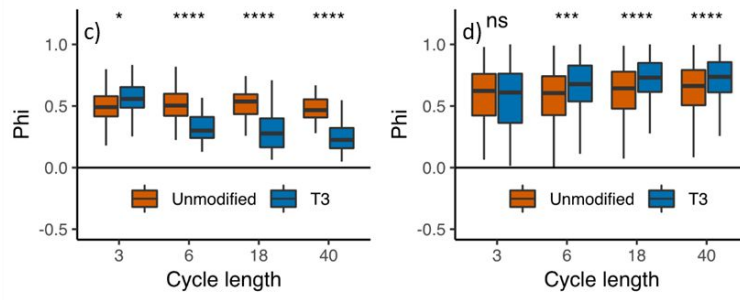 c) * **** **** ****
1.0
0.5
0.0
-0.5
Phi
Unmodified T3
3 6 18 40
Cycle length
d) ns *** **** ****
1.0
0.5
0.0
-0.5
Phi
Unmodified T3
3 6 18 40
Cycle length